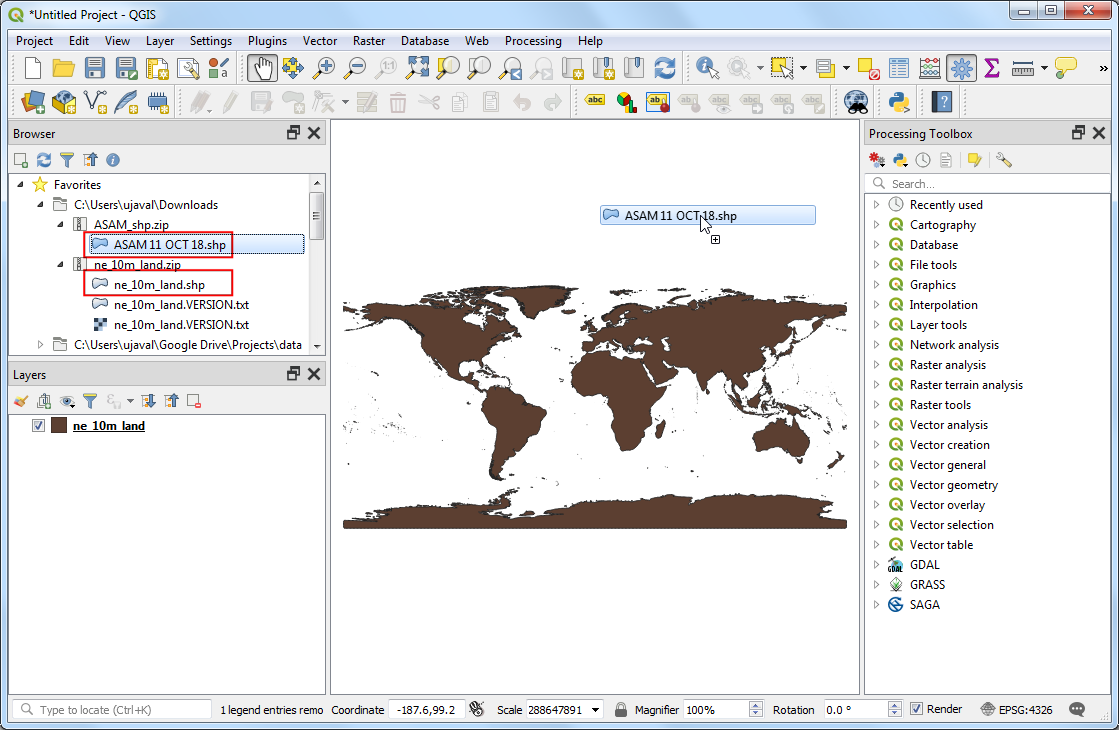 *Untitled Project - QGIS
Project Edit View Layer Settings Plugins Vector Raster Database Web Processing Help
Browser
Favorites
C:\Users\ujaval\Downloads
ASAM_shp.zip
ASAM 11 OCT 18.shp
ne_10m_land.zip
ne_10m_land.shp
ne_10m_land.VERSION.txt
ne_10m_land.VERSION.txt
C:\Users\ujaval\Google Drive\Projects\data
Layers
ne_10m_land
ASAM 11 OCT 18.shp
Processing Toolbox
Search...
Recently used
Cartography
Database
File tools
Graphics
Interpolation
Layer tools
Network analysis
Raster analysis
Raster terrain analysis
Raster tools
Vector analysis
Vector creation
Vector general
Vector geometry
Vector overlay
Vector selection
Vector table
GDAL
GRASS
SAGA
Type to locate (Ctrl+K) 1 legend entries remo Coordinate -187.6,99.2 Scale 288647891 Magnifier 100% Rotation 0.0 ° Render EPSG:4326